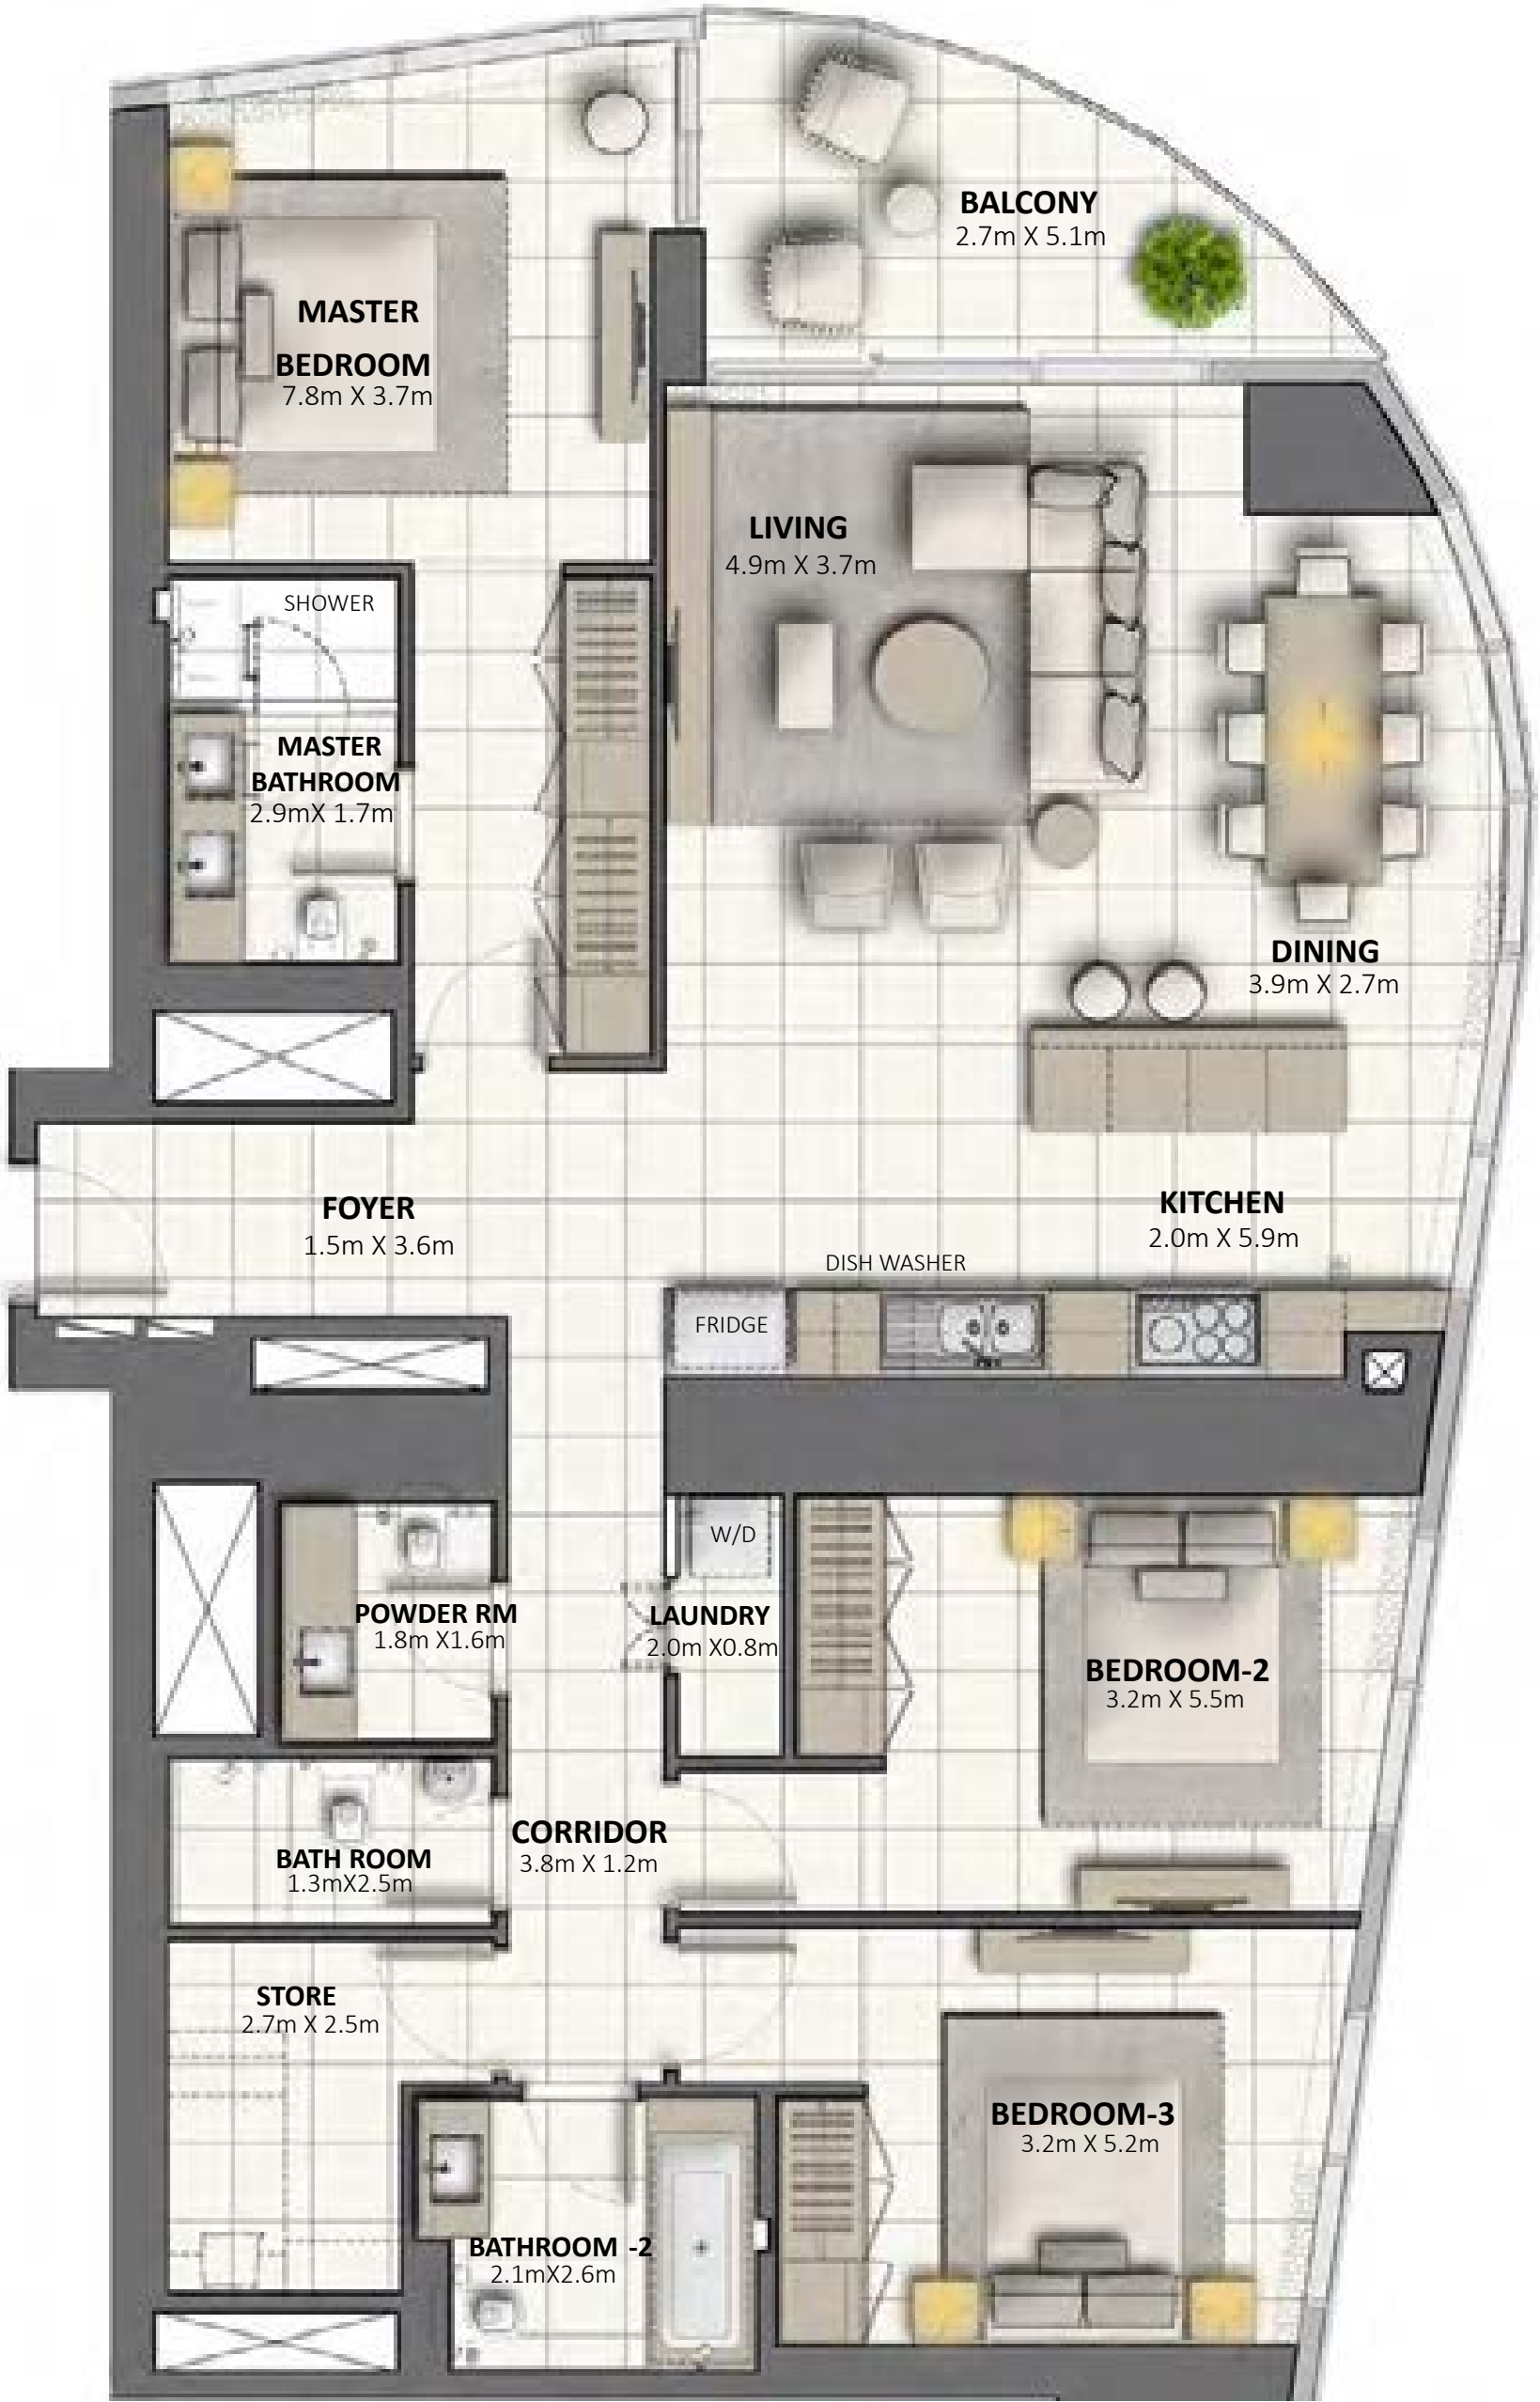 BALCONY
2.7m X 5.1m
MASTER
BEDROOM
7.8m X 3.7m
LIVING
4.9m X 3.7m
SHOWER
MASTER
BATHROOM
2.9mX 1.7m
DINING
3.9m X 2.7m
FOYER
1.5m X 3.6m
KITCHEN
2.0m X 5.9m
DISH WASHER
FRIDGE
W/D
POWDER RM
1.8m X1.6m
LAUNDRY
2.0m X0.8m
BEDROOM-2
3.2m X 5.5m
CORRIDOR
3.8m X 1.2m
BATH ROOM
1.3mX2.5m
STORE
2.7m X 2.5m
BEDROOM-3
3.2m X 5.2m
BATHROOM -2
2.1mX2.6m